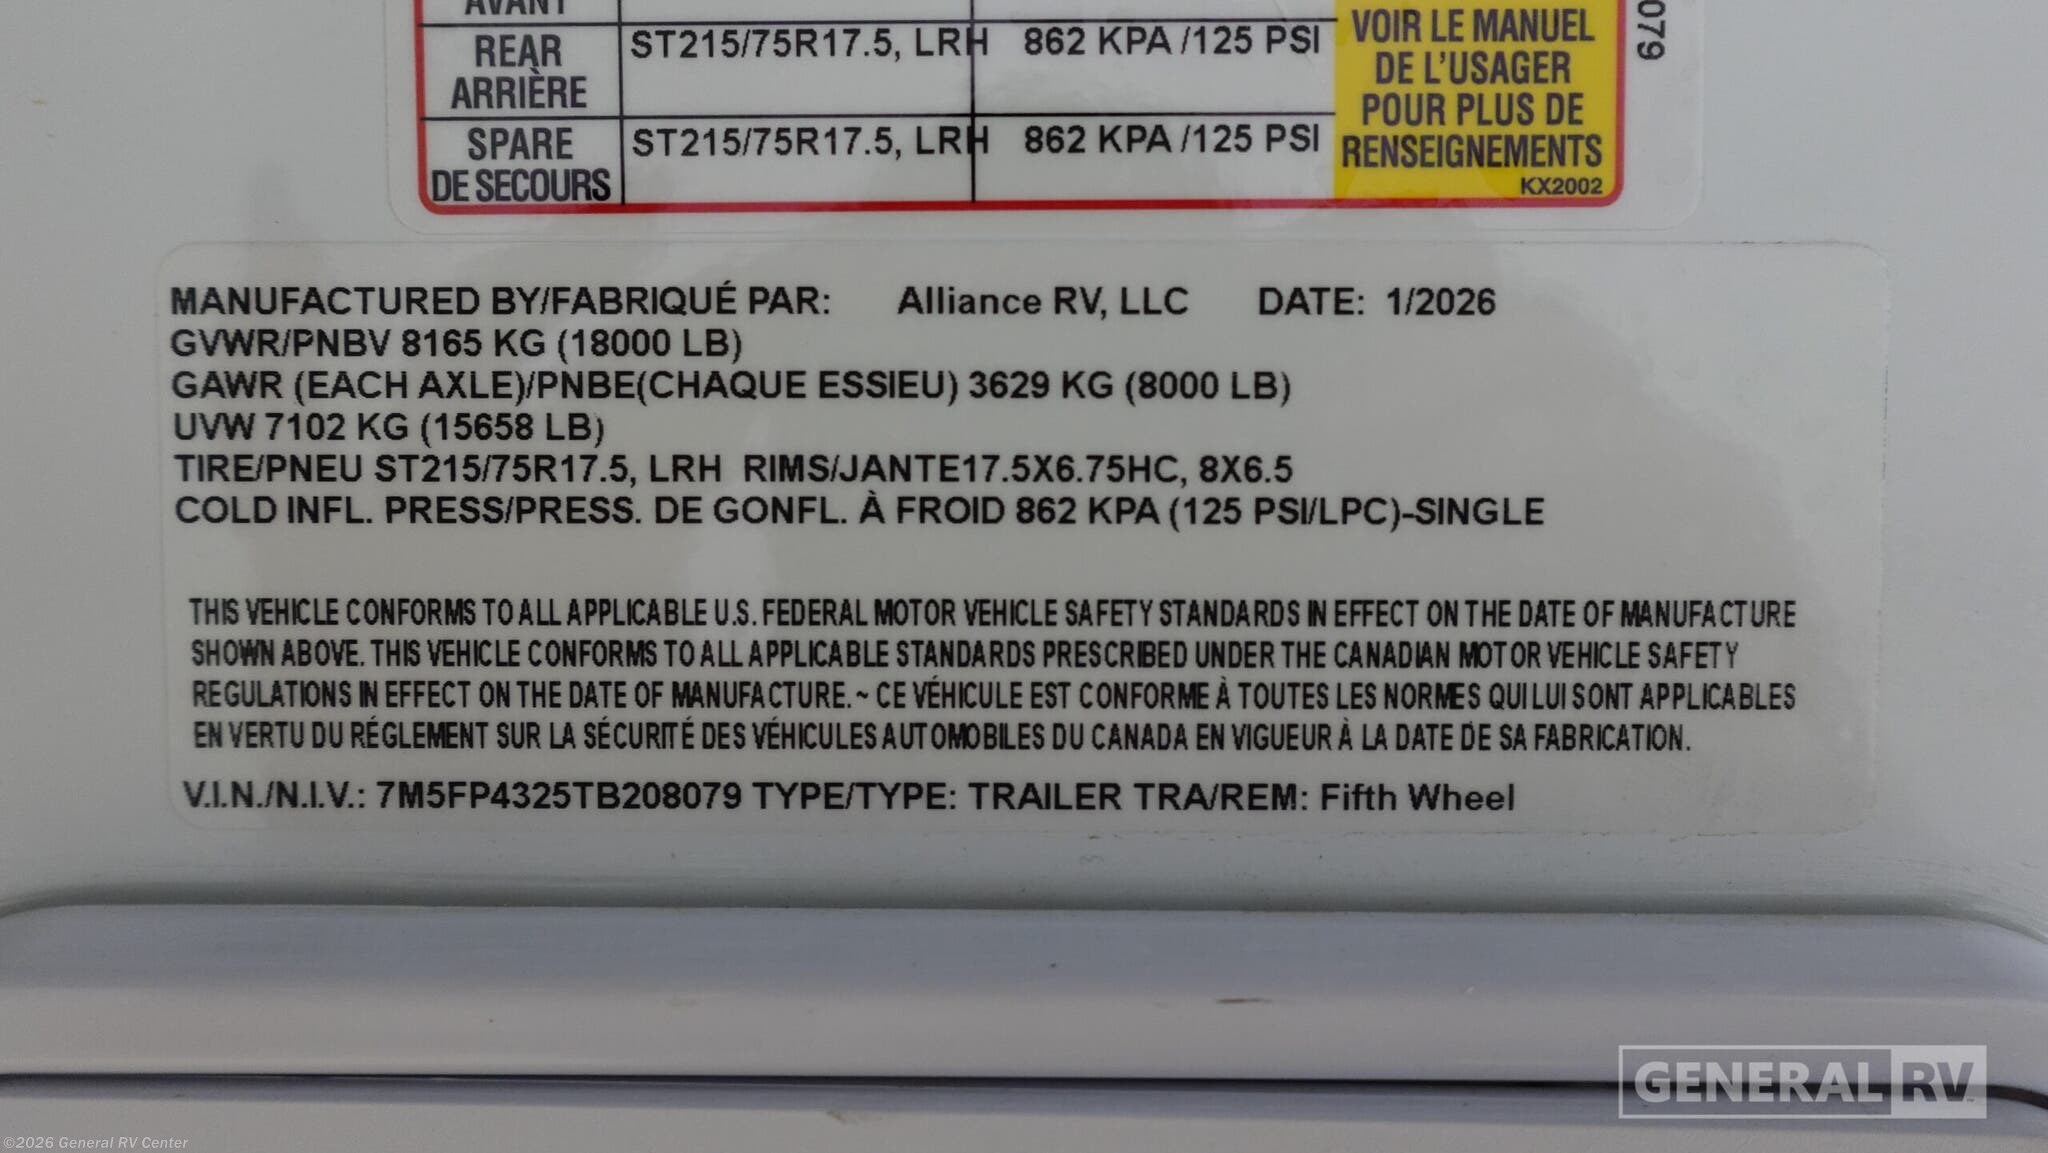 AVANT
REAR ST215/75R17.5, LRH 862 KPA /125 PSI
ARRIÈRE
SPARE ST215/75R17.5, LRH 862 KPA /125 PSI
DE SECOURS
VOIR LE MANUEL
DE L'USAGER
POUR PLUS DE
RENSEIGNEMENTS
KX2002
079
MANUFACTURED BY/FABRIQUÉ PAR: Alliance RV, LLC DATE: 1/2026
GVWR/PNBV 8165 KG (18000 LB)
GAWR (EACH AXLE)/PNBE(CHAQUE ESSIEU) 3629 KG (8000 LB)
UVW 7102 KG (15658 LB)
TIRE/PNEU ST215/75R17.5, LRH RIMS/JANTE17.5X6.75HC, 8X6.5
COLD INFL. PRESS/PRESS. DE GONFL. À FROID 862 KPA (125 PSI/LPC)-SINGLE
THIS VEHICLE CONFORMS TO ALL APPLICABLE U.S. FEDERAL MOTOR VEHICLE SAFETY STANDARDS IN EFFECT ON THE DATE OF MANUFACTURE
SHOWN ABOVE. THIS VEHICLE CONFORMS TO ALL APPLICABLE STANDARDS PRESCRIBED UNDER THE CANADIAN MOTOR VEHICLE SAFETY
REGULATIONS IN EFFECT ON THE DATE OF MANUFACTURE. ~ CE VÉHICULE EST CONFORME À TOUTES LES NORMES QUI LUI SONT APPLICABLES
EN VERTU DU RÉGLEMENT SUR LA SÉCURITÉ DES VÉHICULES AUTOMOBILES DU CANADA EN VIGUEUR À LA DATE DE SA FABRICATION.
V.I.N./N.I.V.: 7M5FP4325TB208079 TYPE/TYPE: TRAILER TRA/REM: Fifth Wheel
GENERAL RV
©2026 General RV Center